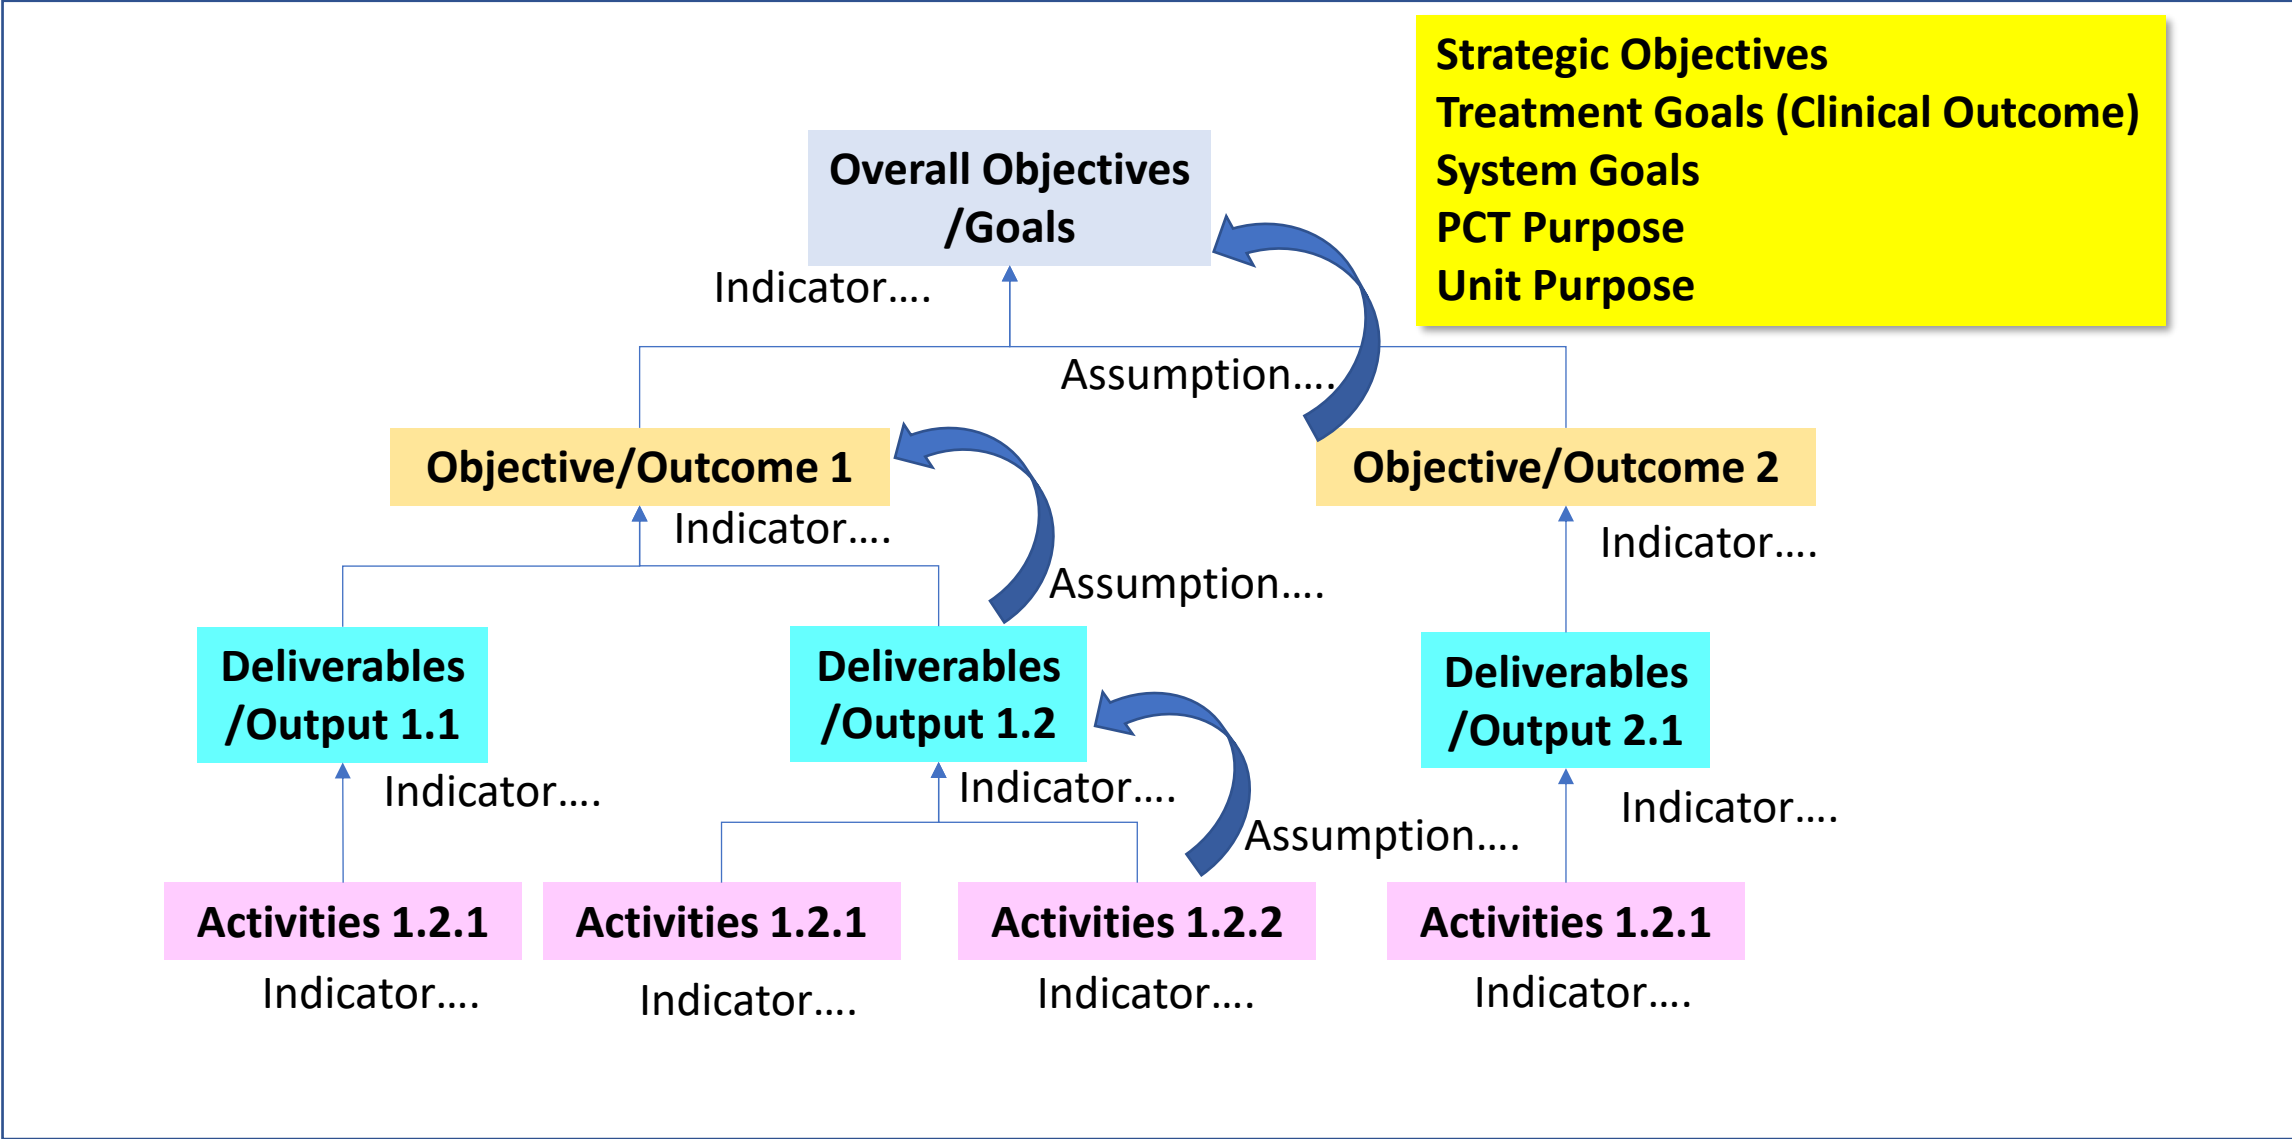 Strategic Objectives
Treatment Goals (Clinical Outcome)
System Goals
PCT Purpose
Unit Purpose
Overall Objectives
/Goals
Indicator....
Assumption....
Objective/Outcome 1
Objective/Outcome 2
Indicator....
Indicator....
Assumption....
Deliverables
/Output 1.1
Deliverables
/Output 1.2
Deliverables
/Output 2.1
Indicator....
Indicator....
Indicator....
Assumption....
Activities 1.2.1
Activities 1.2.1
Activities 1.2.2
Activities 1.2.1
Indicator....
Indicator....
Indicator....
Indicator....